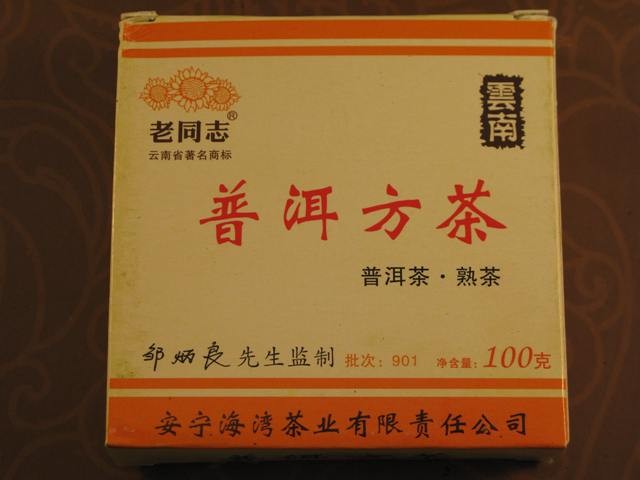 老同志®
云南省著名商标
雲南
普洱方茶
普洱茶·熟茶
邹炳良先生监制 批次：901 净含量：100克
安宁海湾茶业有限责任公司